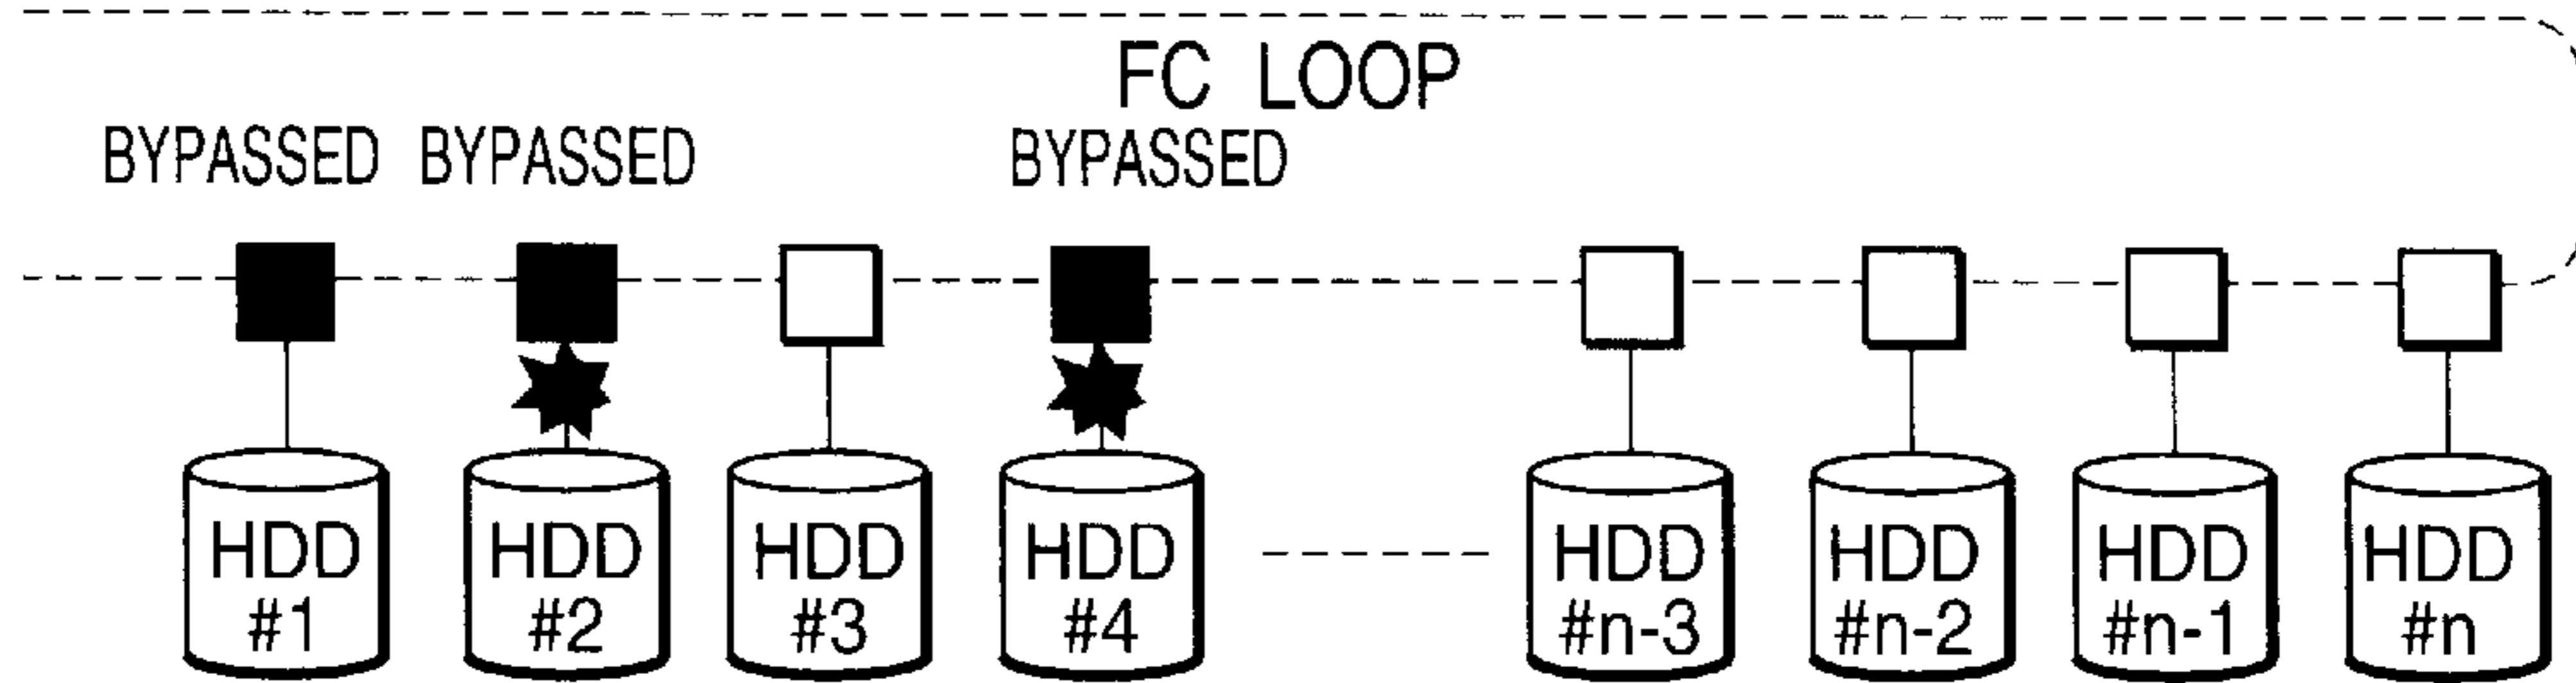 FC LOOP
BYPASSED BYPASSED BYPASSED
HDD #1
HDD #2
HDD #3
HDD #4
HDD #n-3
HDD #n-2
HDD #n-1
HDD #n